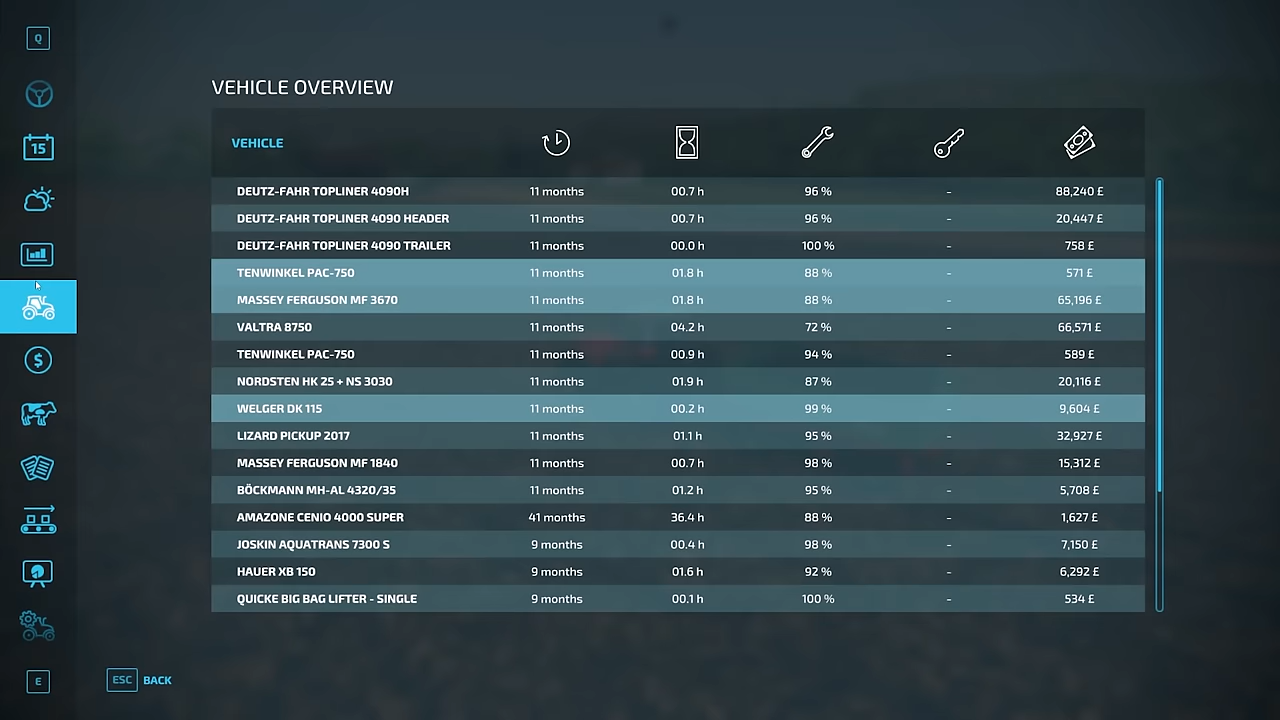 Q
15
VEHICLE OVERVIEW
VEHICLE
DEUTZ-FAHR TOPLINER 4090H 11 months 00.7 h 96 % - 88,240 £
DEUTZ-FAHR TOPLINER 4090 HEADER 11 months 00.7 h 96 % - 20,447 £
DEUTZ-FAHR TOPLINER 4090 TRAILER 11 months 00.0 h 100 % - 758 £
TENWINKEL PAC-750 11 months 01.8 h 88 % - 571 £
MASSEY FERGUSON MF 3670 11 months 01.8 h 88 % - 65,196 £
VALTRA 8750 11 months 04.2 h 72 % - 66,571 £
TENWINKEL PAC-750 11 months 00.9 h 94 % - 589 £
NORDSTEN HK 25 + NS 3030 11 months 01.9 h 87 % - 20,116 £
WELGER DK 115 11 months 00.2 h 99 % - 9,604 £
LIZARD PICKUP 2017 11 months 01.1 h 95 % - 32,927 £
MASSEY FERGUSON MF 1840 11 months 00.7 h 98 % - 15,312 £
BÖCKMANN MH-AL 4320/35 11 months 01.2 h 95 % - 5,708 £
AMAZONE CENIO 4000 SUPER 41 months 36.4 h 88 % - 1,627 £
JOSKIN AQUATRANS 7300 S 9 months 00.4 h 98 % - 7,150 £
HAUER XB 150 9 months 01.6 h 92 % - 6,292 £
QUICKE BIG BAG LIFTER - SINGLE 9 months 00.1 h 100 % - 534 £
E
ESC BACK